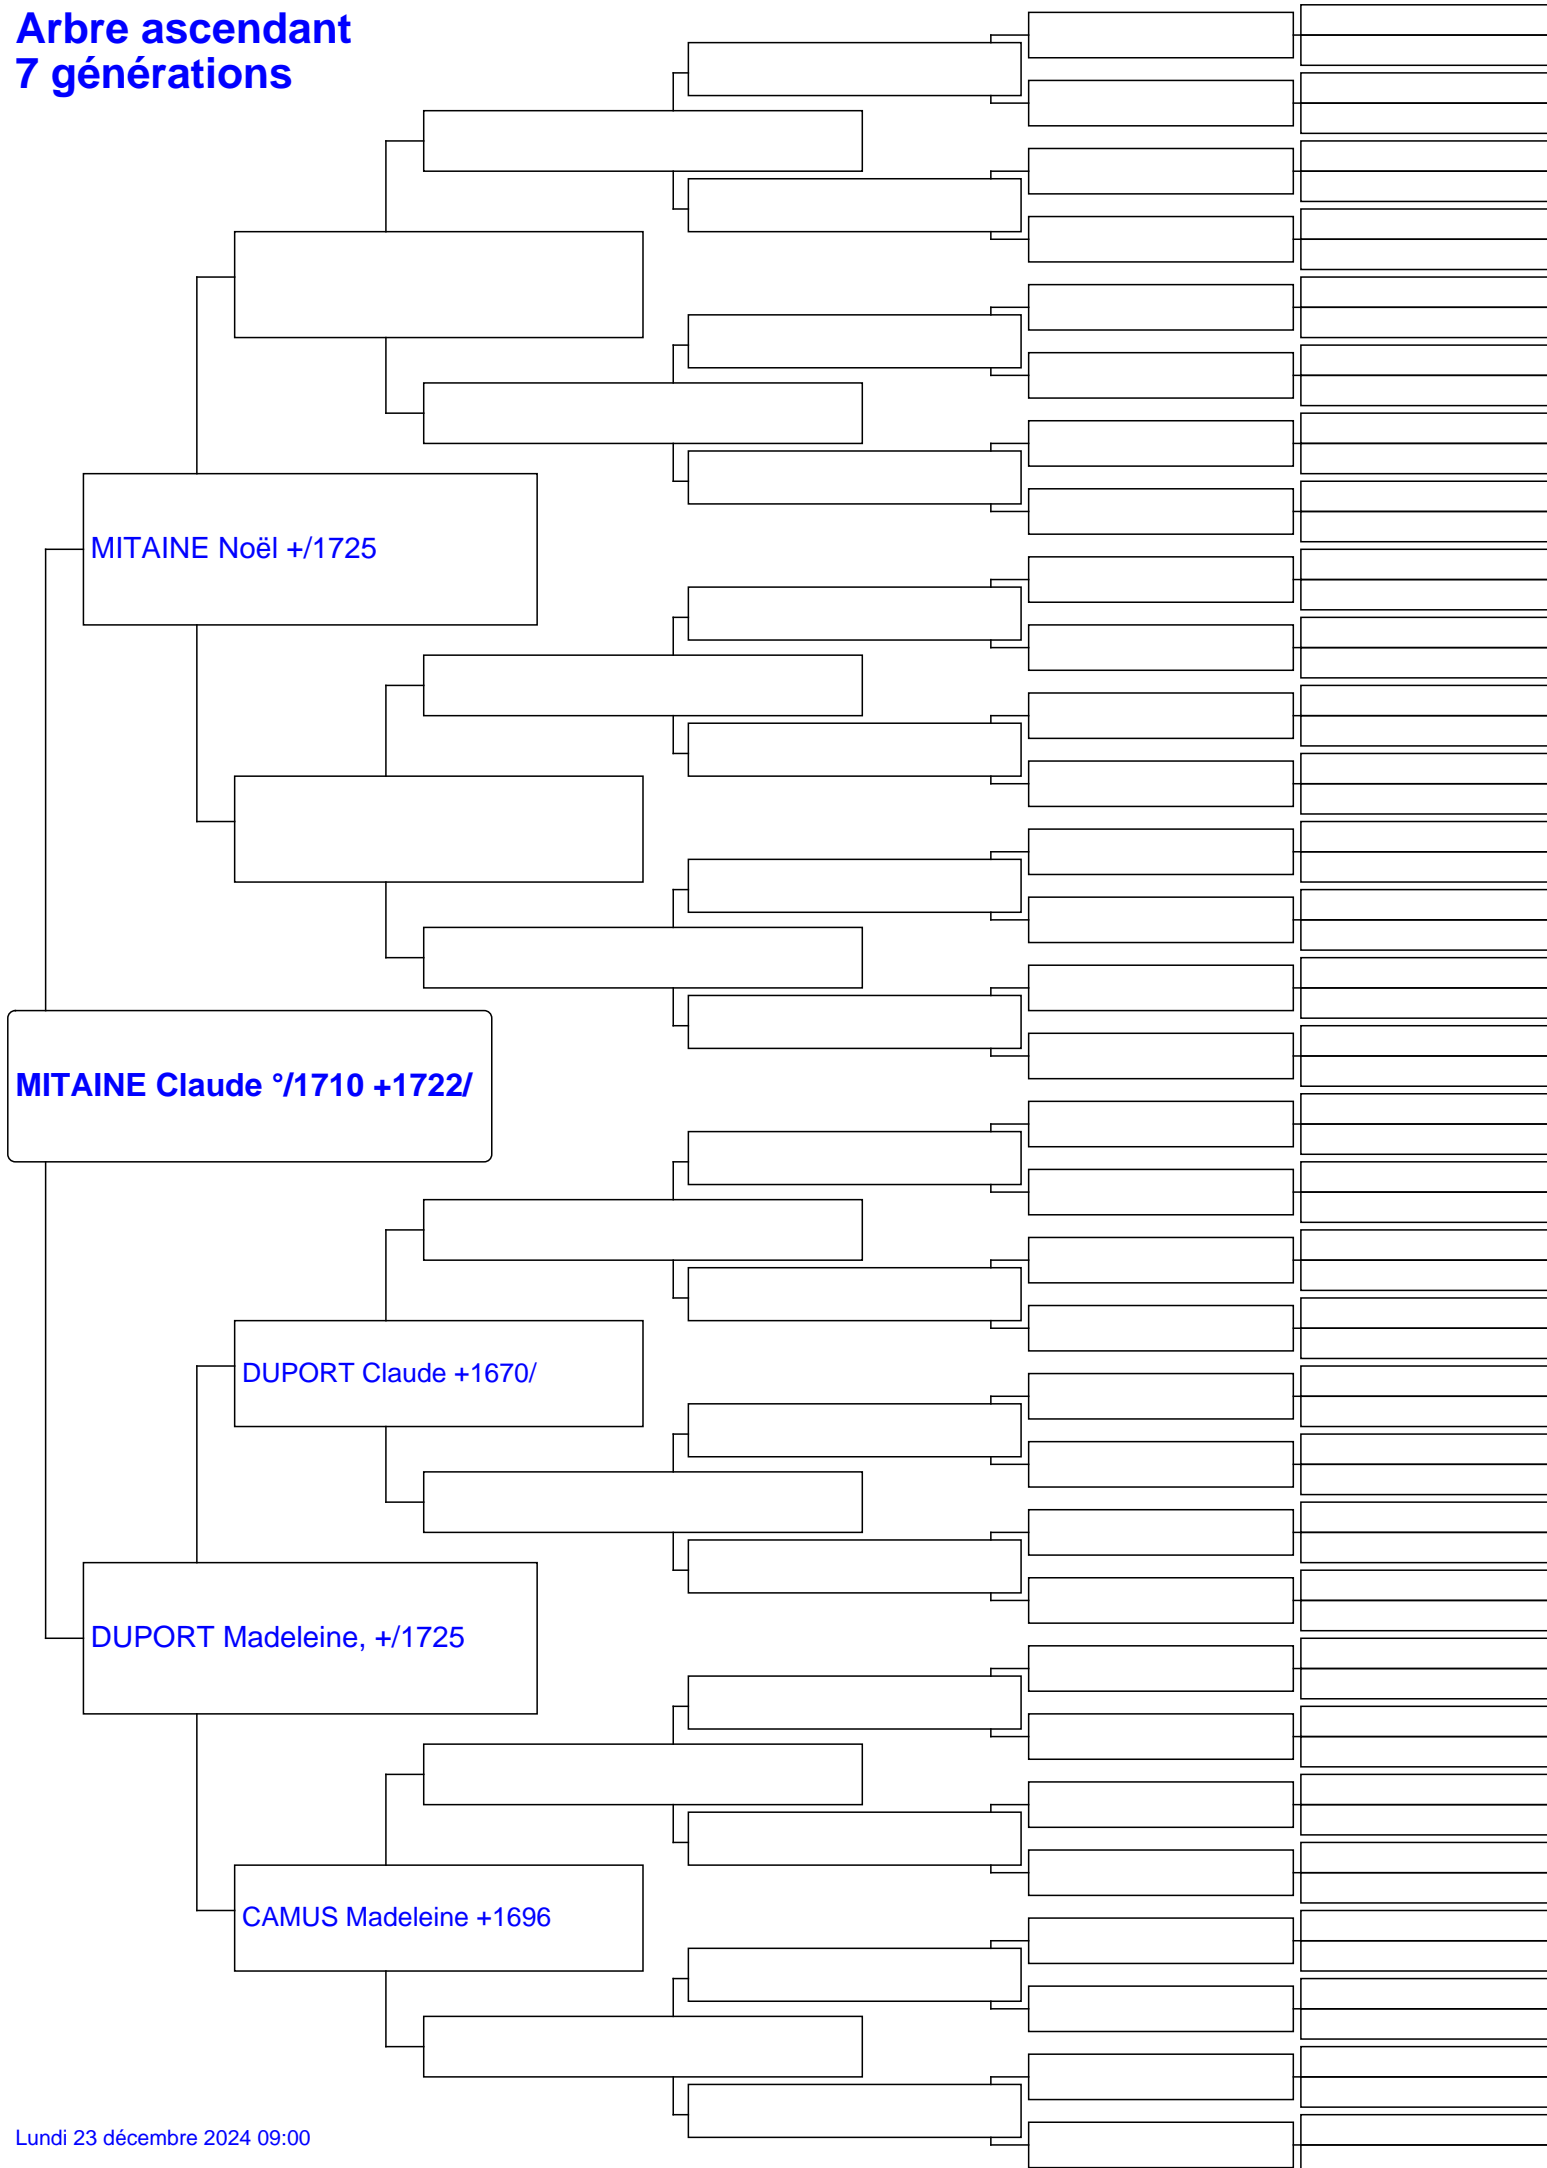 Arbre ascendant
7 générations
MITAINE Noël +/1725
MITAINE Claude °/1710 +1722/
DUPORT Claude +1670/
DUPORT Madeleine, +/1725
CAMUS Madeleine +1696
Lundi 23 décembre 2024 09:00